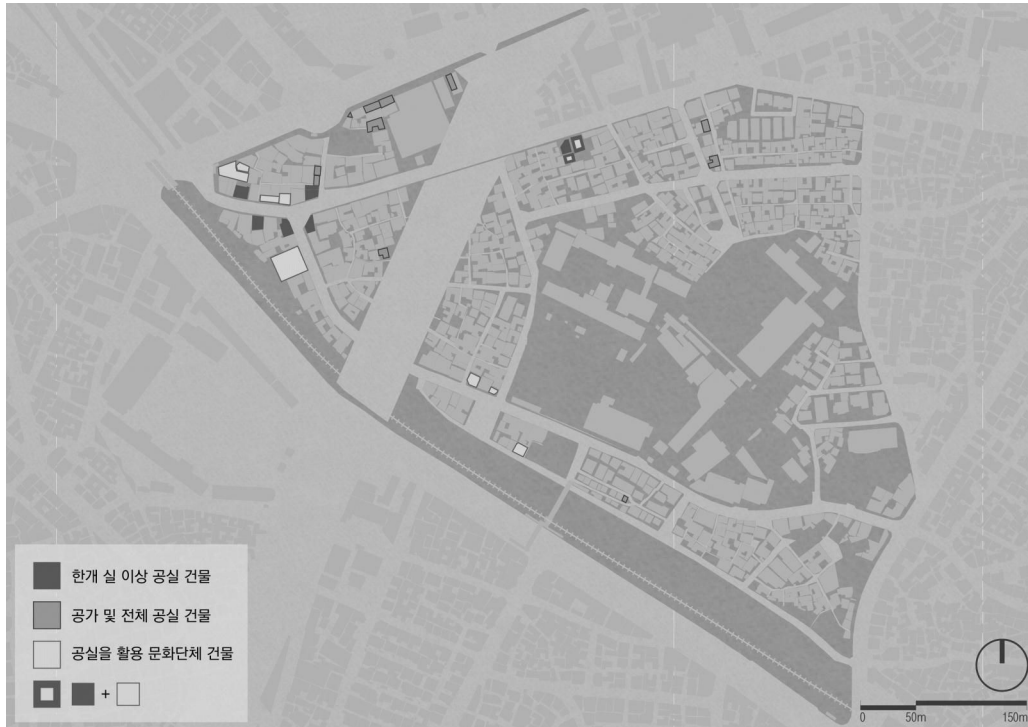 한개 실 이상 공실 건물
공가 및 전체 공실 건물
공실을 활용 문화단체 건물
+
0 50m 150m